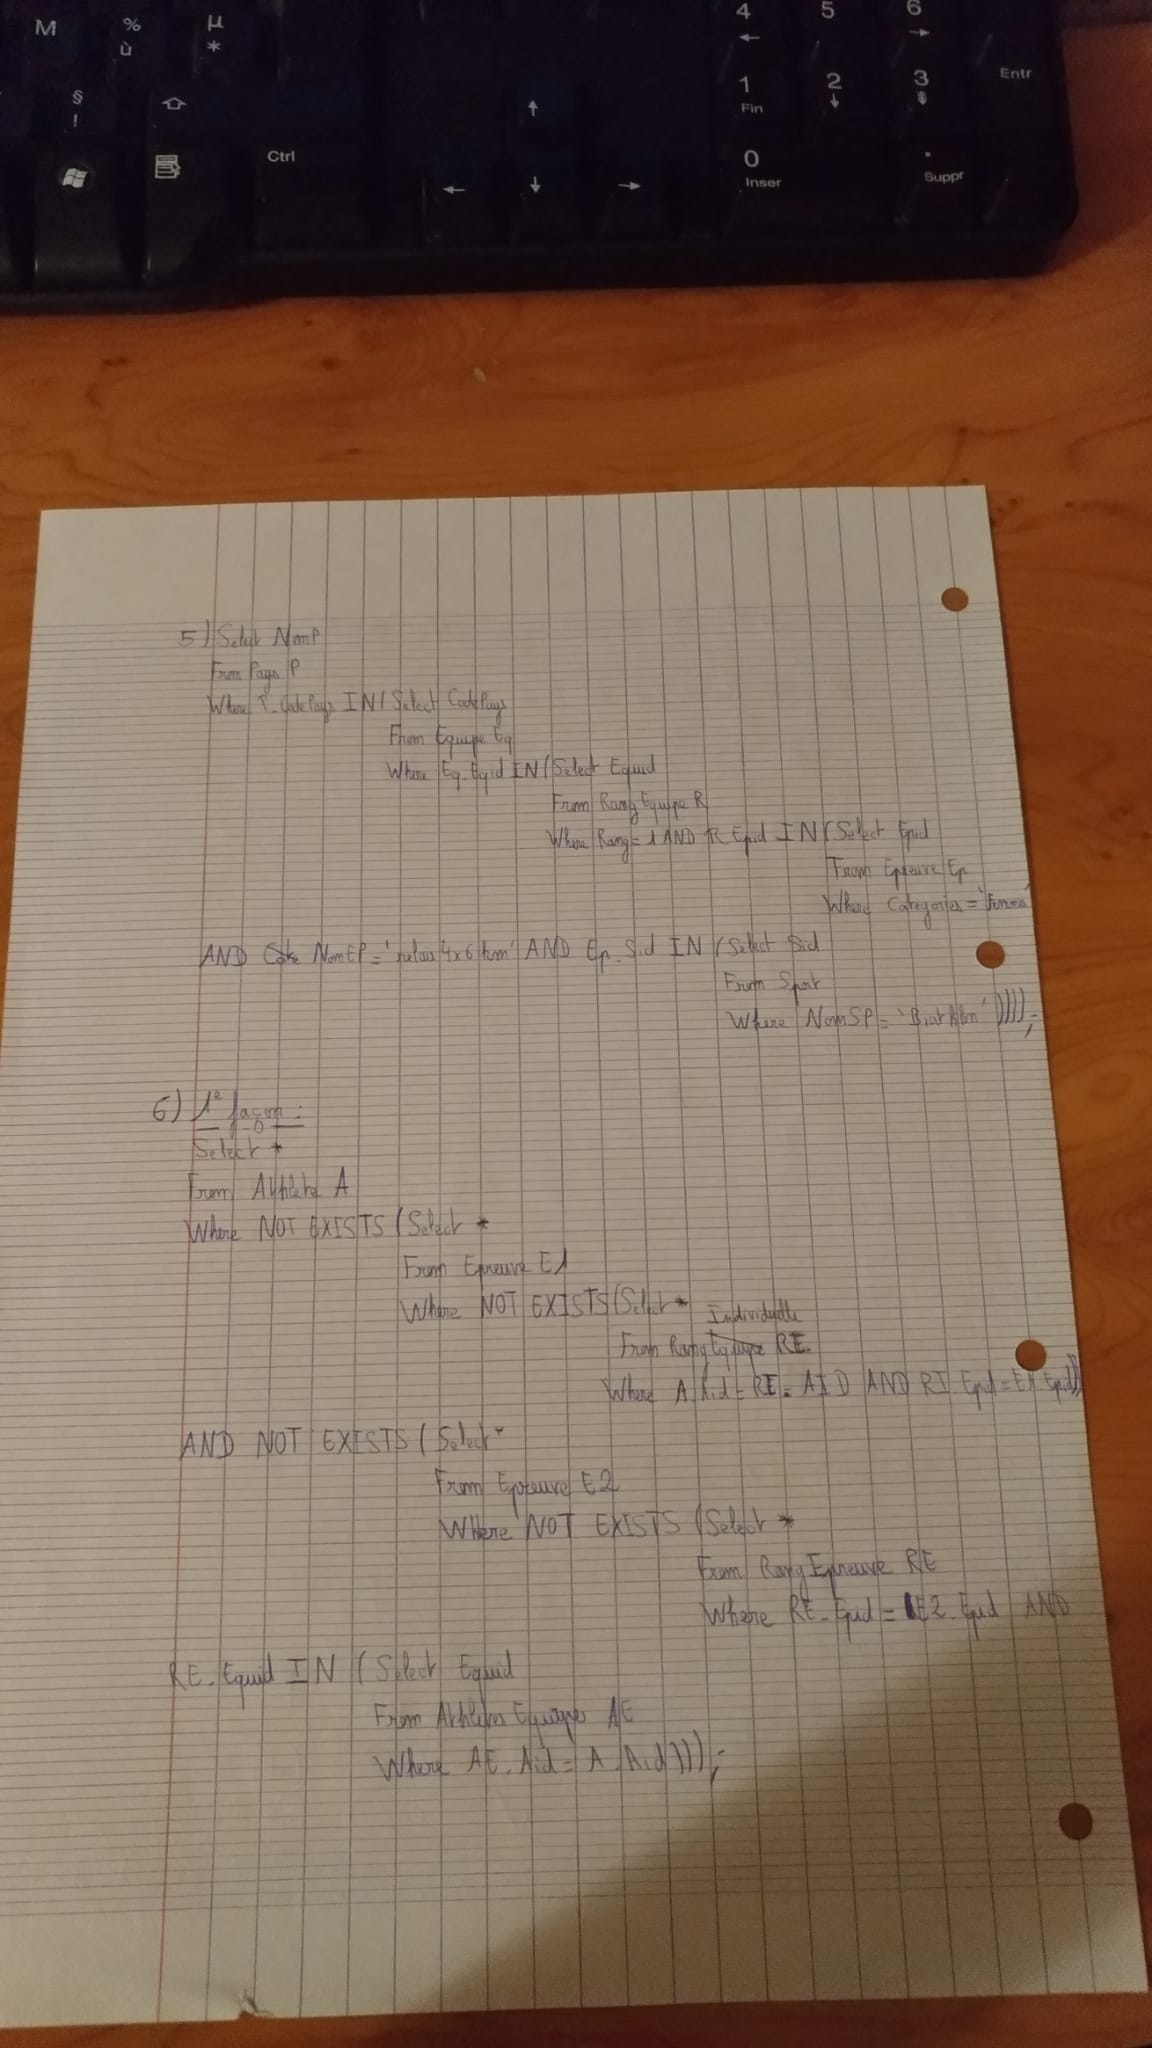 M
%
ù
µ
*
§
!
Ctrl
4
5
6
1
Fin
2
3
Entr
0
Inser
.
Suppr
5) Select NomP
From Pays P
Where P.CodePays IN (Select CodePays
From Equipe Eq
Where Eq.Eqid IN (Select Equid
From RangEquipe R
Where Rang = 1 AND R.Epid IN (Select Epid
From Epreuve Ep
Where Categories = 'Femmes'
AND NomEP = 'relais 4x6 km' AND Ep.Sid IN (Select Sid
From Sport
Where NomSP = 'Biathlon' ))));
6) 1e façon :
Select *
From Athlete A
Where NOT EXISTS (Select *
From Epreuve E1
Where NOT EXISTS (Select *
Individuelle
From Rang Equipe RE.
Where A.Aid = RE.AID AND RI.Epid = E1.Epid))
AND NOT EXISTS (Select *
From Epreuve E2
Where NOT EXISTS (Select *
From RangEpreuve RE
Where RE.Epid = E2.Epid AND
RE.Equid IN (Select Equid
From Athletes Equipe AE
Where AE.Aid = A.Aid)));